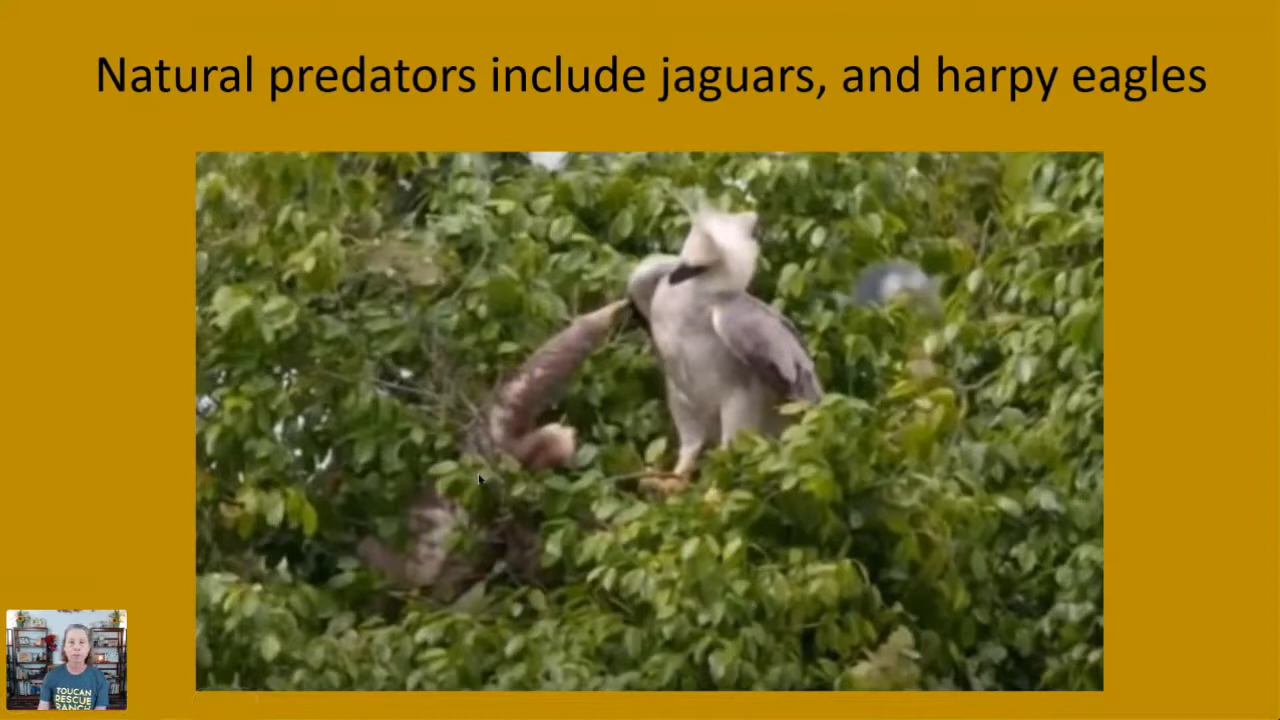 Natural predators include jaguars, and harpy eagles
TOUCAN
RESCUE
RANCH